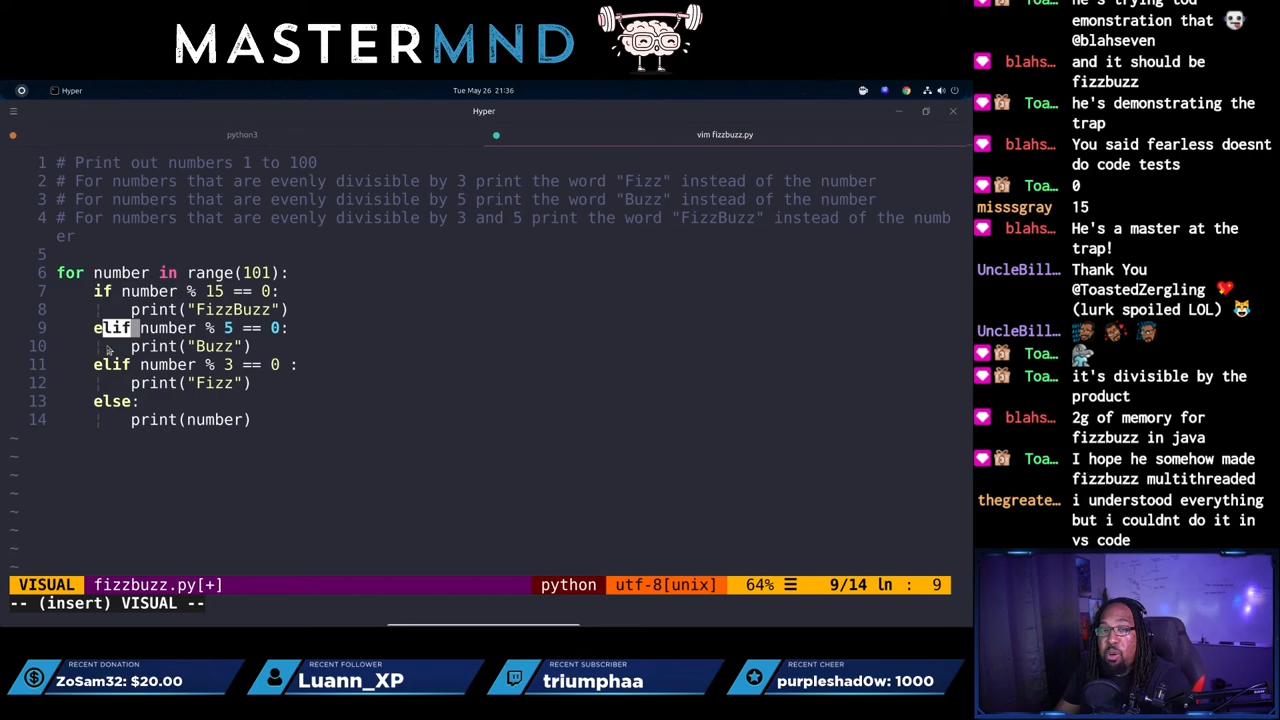 MASTERMND
Tue May 26 21:36
Hyper
Hyper
python3
vim fizzbuzz.py
1 # Print out numbers 1 to 100
2 # For numbers that are evenly divisible by 3 print the word "Fizz" instead of the number
3 # For numbers that are evenly divisible by 5 print the word "Buzz" instead of the number
4 # For numbers that are evenly divisible by 3 and 5 print the word "FizzBuzz" instead of the numb
er
5
6 for number in range(101):
7 if number % 15 == 0:
8 print("FizzBuzz")
9 elif number % 5 == 0:
10 print("Buzz")
11 elif number % 3 == 0 :
12 print("Fizz")
13 else:
14 print(number)
~
~
~
~
~
~
~
~
VISUAL fizzbuzz.py[+] python utf-8[unix] 64% ☰ 9/14 ln : 9
-- (insert) VISUAL --
Toa… he's trying tod
emonstration that
@blahseven
blahs… and it should be
fizzbuzz
Toa… he's demonstrating the
trap
blahs… You said fearless doesnt
do code tests
Toa… 0
misssgray 15
blahs… He's a master at the
trap!
UncleBill… Thank You
@ToastedZergling
(lurk spoiled LOL)
UncleBill…
Toa…
Toa… it's divisible by the
product
blahs… 2g of memory for
fizzbuzz in java
Toa… I hope he somehow made
fizzbuzz multithreaded
thegreate… i understood everything
but i couldnt do it in
vs code
RECENT DONATION
ZoSam32: $20.00
RECENT FOLLOWER
Luann_XP
RECENT SUBSCRIBER
triumphaa
RECENT CHEER
purpleshad0w: 1000